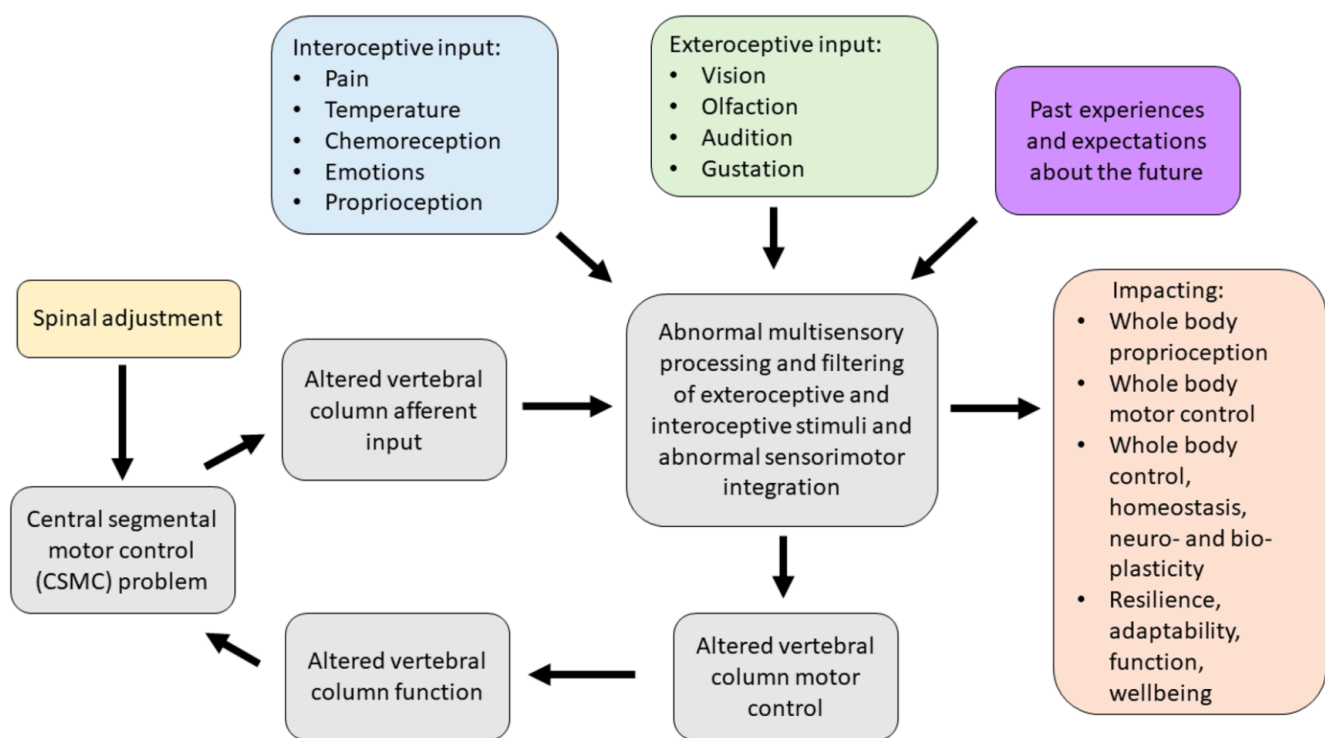 Interoceptive input:
• Pain
• Temperature
• Chemoreception
• Emotions
• Proprioception
Exteroceptive input:
• Vision
• Olfaction
• Audition
• Gustation
Past experiences
and expectations
about the future
Spinal adjustment
Altered vertebral
column afferent
input
Abnormal multisensory
processing and filtering
of exteroceptive and
interoceptive stimuli and
abnormal sensorimotor
integration
Impacting:
• Whole body
proprioception
• Whole body
motor control
• Whole body
control,
homeostasis,
neuro- and bio-
plasticity
• Resilience,
adaptability,
function,
wellbeing
Central segmental
motor control
(CSMC) problem
Altered vertebral
column function
Altered vertebral
column motor
control